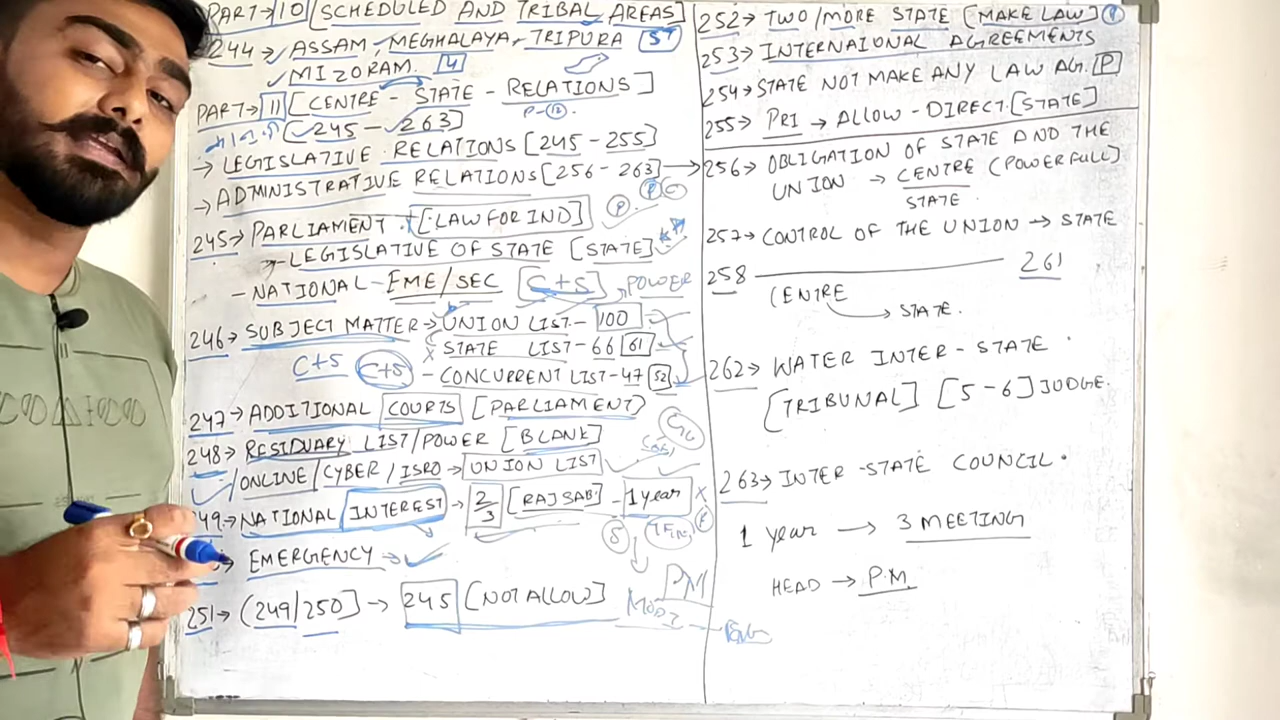 PART→10 [SCHEDULED AND TRIBAL AREAS]
244→ ASSAM, MEGHALAYA, TRIPURA
MIZORAM. 4
PART→11 [CENTRE - STATE - RELATIONS]
P-12.
[245 - 263]
→ LEGISLATIVE RELATIONS [245-255]
→ ADMINISTRATIVE RELATIONS [256-263] →
245→ PARLIAMENT → [LAW FOR IND] P.
→ LEGISLATIVE OF STATE [STATE]
- NATIONAL - EME/SEC [C+S] POWER
246→ SUBJECT MATTER → UNION LIST - 100
STATE LIST - 66 61
C+S C+S - CONCURRENT LIST - 47 52
247→ ADDITIONAL COURTS [PARLIAMENT]
248→ RESIDUARY LIST/POWER [BLANK]
/ONLINE/CYBER/ISRO→ UNION LIST
49→ NATIONAL INTEREST → 2/3 [RAJ SAB] - 1 year
→ EMERGENCY →
PM
251→ (249/250] → 245 [NOT ALLOW]
252→ TWO/MORE STATE [MAKE LAW] P
253→ INTERNAIONAL AGREEMENTS
254→ STATE NOT MAKE ANY LAW AG. P
255→ PRI → ALLOW - DIRECT. [STATE]
256→ OBLIGATION OF STATE AND THE
UNION → CENTRE (POWERFULL]
STATE
257→ CONTROL OF THE UNION → STATE
258 ——— 261
CENTRE
→ STATE.
262→ WATER INTER-STATE.
[TRIBUNAL] [5-6] JUDGE.
263→ INTER-STATE COUNCIL.
1 year → 3 MEETING
HEAD → P.M.